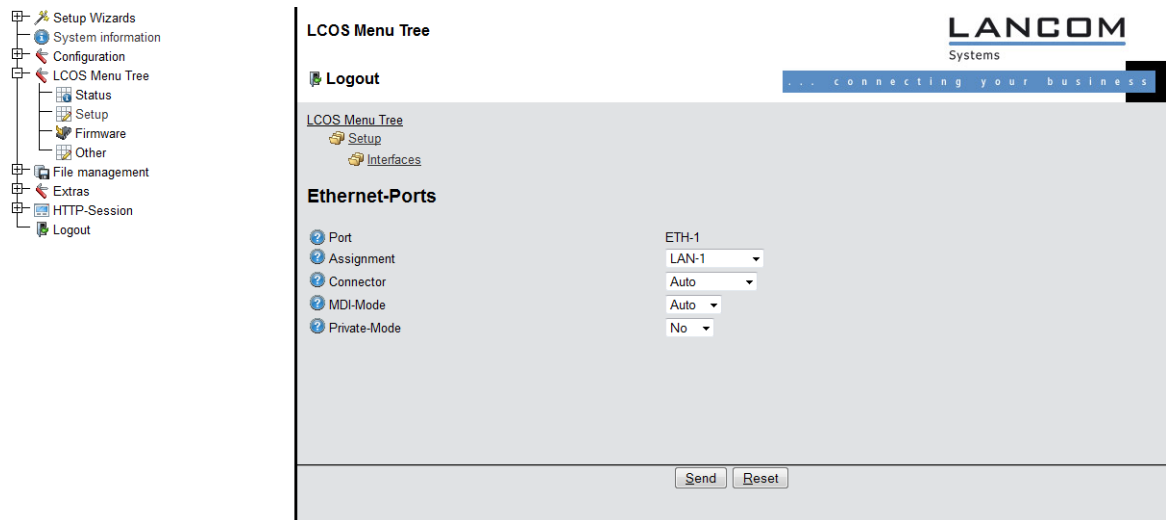 Setup Wizards
System information
Configuration
LCOS Menu Tree
Status
Setup
Firmware
Other
File management
Extras
HTTP-Session
Logout
LCOS Menu Tree
LANCOM
Systems
Logout
... connecting your business
LCOS Menu Tree
Setup
Interfaces
Ethernet-Ports
Port ETH-1
Assignment LAN-1
Connector Auto
MDI-Mode Auto
Private-Mode No
Send Reset